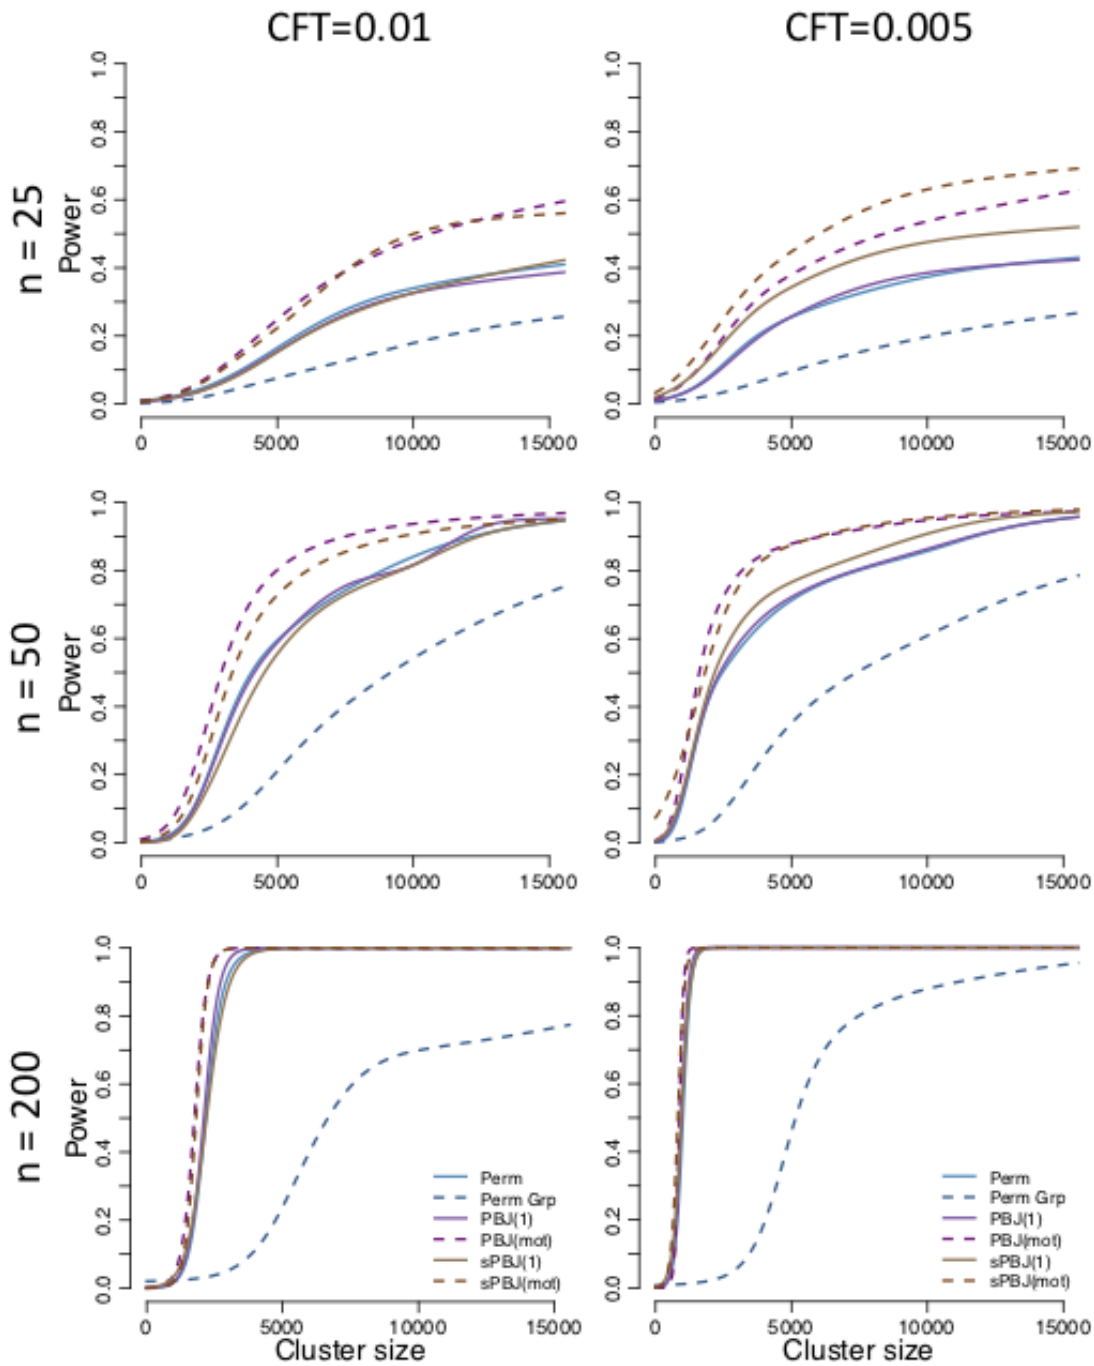 CFT=0.01 CFT=0.005
n = 25
Power
0.0 0.2 0.4 0.6 0.8 1.0
0 5000 10000 15000
0.0 0.2 0.4 0.6 0.8 1.0
0 5000 10000 15000
n = 50
Power
0.0 0.2 0.4 0.6 0.8 1.0
0 5000 10000 15000
0.0 0.2 0.4 0.6 0.8 1.0
0 5000 10000 15000
n = 200
Power
0.0 0.2 0.4 0.6 0.8 1.0
Perm
Perm Grp
PBJ(1)
PBJ(mot)
sPBJ(1)
sPBJ(mot)
0 5000 10000 15000
Cluster size
0.0 0.2 0.4 0.6 0.8 1.0
Perm
Perm Grp
PBJ(1)
PBJ(mot)
sPBJ(1)
sPBJ(mot)
0 5000 10000 15000
Cluster size